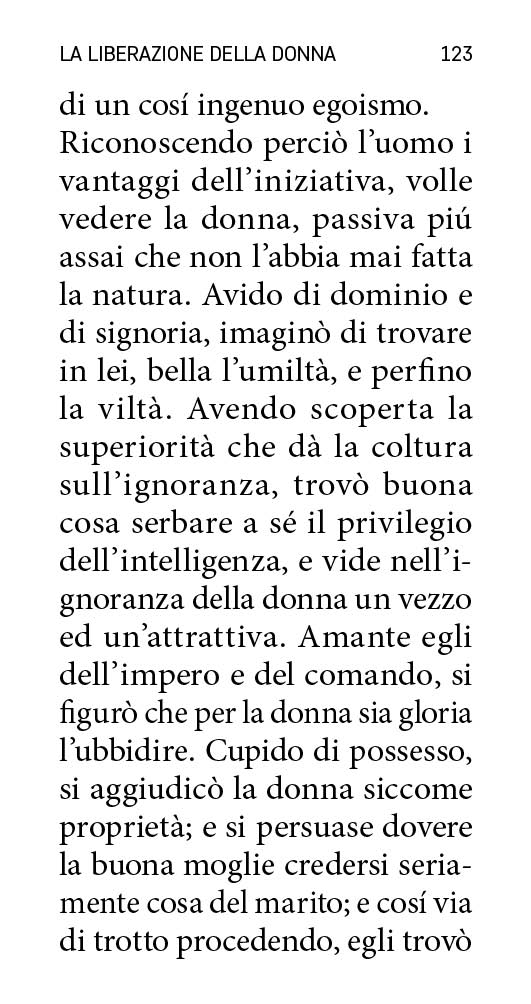 LA LIBERAZIONE DELLA DONNA 123
di un cosí ingenuo egoismo.
Riconoscendo perciò l’uomo i
vantaggi dell’iniziativa, volle
vedere la donna, passiva piú
assai che non l’abbia mai fatta
la natura. Avido di dominio e
di signoria, imaginò di trovare
in lei, bella l’umiltà, e perfino
la viltà. Avendo scoperta la
superiorità che dà la coltura
sull’ignoranza, trovò buona
cosa serbare a sé il privilegio
dell’intelligenza, e vide nell’i-
gnoranza della donna un vezzo
ed un’attrattiva. Amante egli
dell’impero e del comando, si
figurò che per la donna sia gloria
l’ubbidire. Cupido di possesso,
si aggiudicò la donna siccome
proprietà; e si persuase dovere
la buona moglie credersi seria-
mente cosa del marito; e cosí via
di trotto procedendo, egli trovò